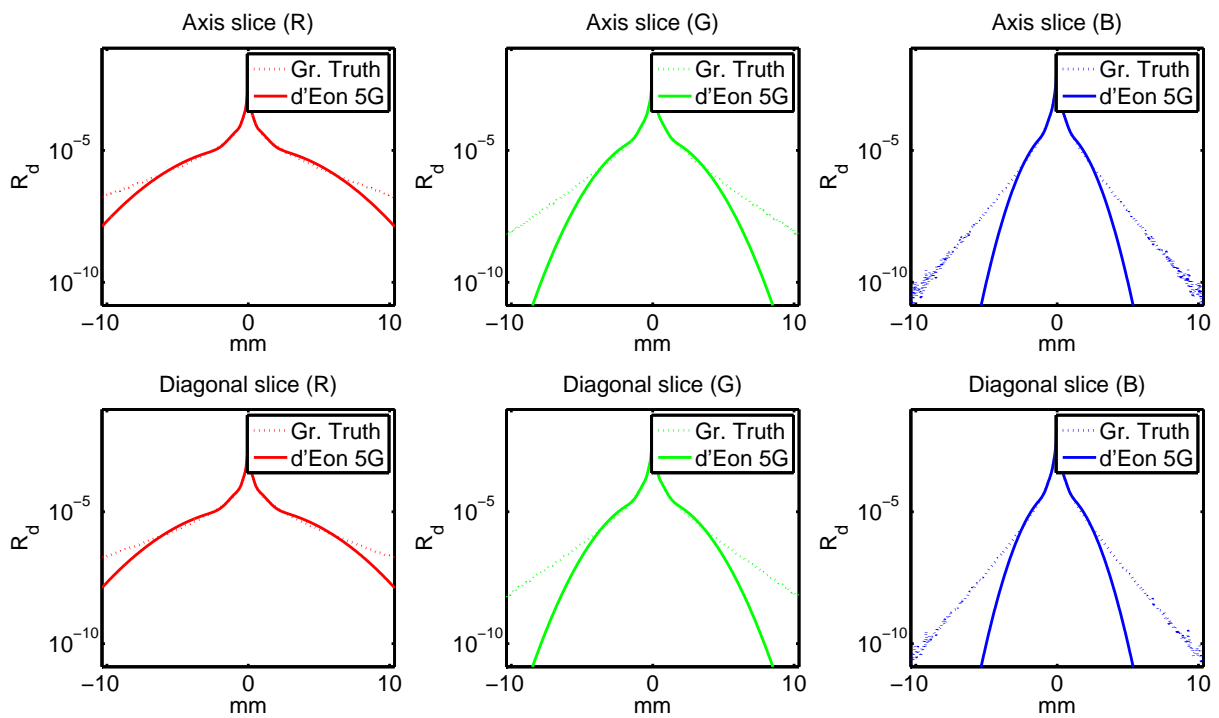 Axis slice (R)
Axis slice (G)
Axis slice (B)
Gr. Truth
d'Eon 5G
Gr. Truth
d'Eon 5G
Gr. Truth
d'Eon 5G
R_d
10^−5
10^−10
−10 0 10
mm
R_d
10^−5
10^−10
−10 0 10
mm
R_d
10^−5
10^−10
−10 0 10
mm
Diagonal slice (R)
Diagonal slice (G)
Diagonal slice (B)
Gr. Truth
d'Eon 5G
Gr. Truth
d'Eon 5G
Gr. Truth
d'Eon 5G
R_d
10^−5
10^−10
−10 0 10
mm
R_d
10^−5
10^−10
−10 0 10
mm
R_d
10^−5
10^−10
−10 0 10
mm